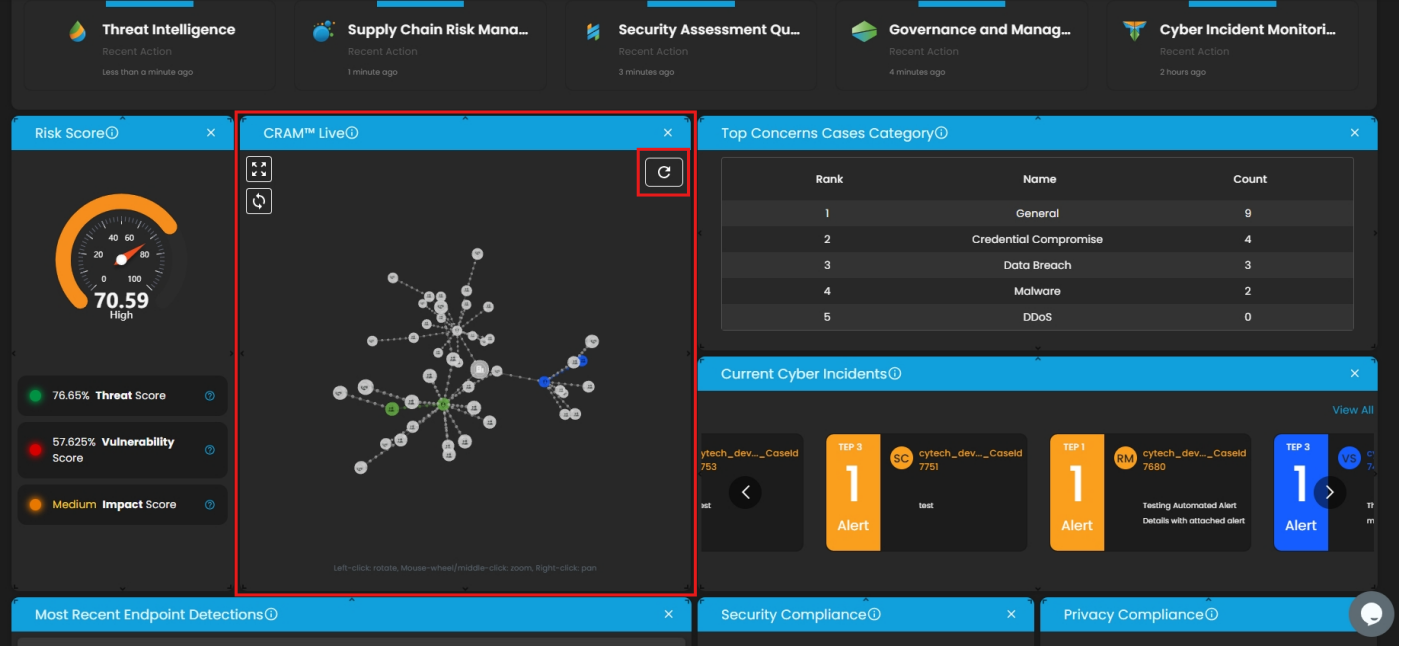 Threat Intelligence
Recent Action
Less than a minute ago
Supply Chain Risk Mana...
Recent Action
1 minute ago
Security Assessment Qu...
Recent Action
3 minutes ago
Governance and Manag...
Recent Action
4 minutes ago
Cyber Incident Monitori...
Recent Action
2 hours ago
Risk Score
40 60
20 80
0 100
70.59
High
76.65% Threat Score
57.625% Vulnerability
Score
Medium Impact Score
CRAM™ Live
Left-click: rotate, Mouse-wheel/middle-click: zoom, Right-click: pan
Top Concerns Cases Category
Rank Name Count
1 General 9
2 Credential Compromise 4
3 Data Breach 3
4 Malware 2
5 DDoS 0
Current Cyber Incidents
View All
ytech_dev..._CaseId
753
est
TEP 3
1
Alert
SC
cytech_dev..._CaseId
7751
test
TEP 1
1
Alert
RM
cytech_dev..._CaseId
7680
Testing Automated Alert
Details with attached alert
TEP 3
1
Alert
VS
Most Recent Endpoint Detections
Security Compliance
Privacy Compliance